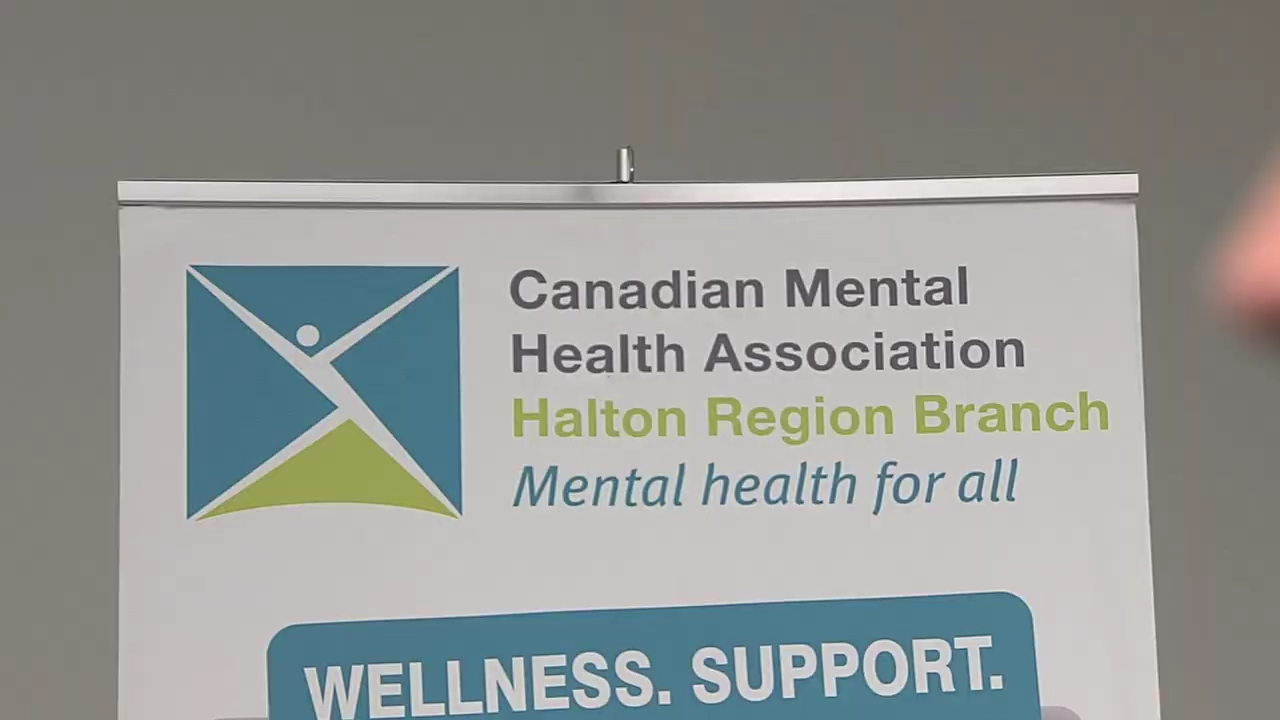 Canadian Mental
Health Association
Halton Region Branch
Mental health for all
WELLNESS. SUPPORT.